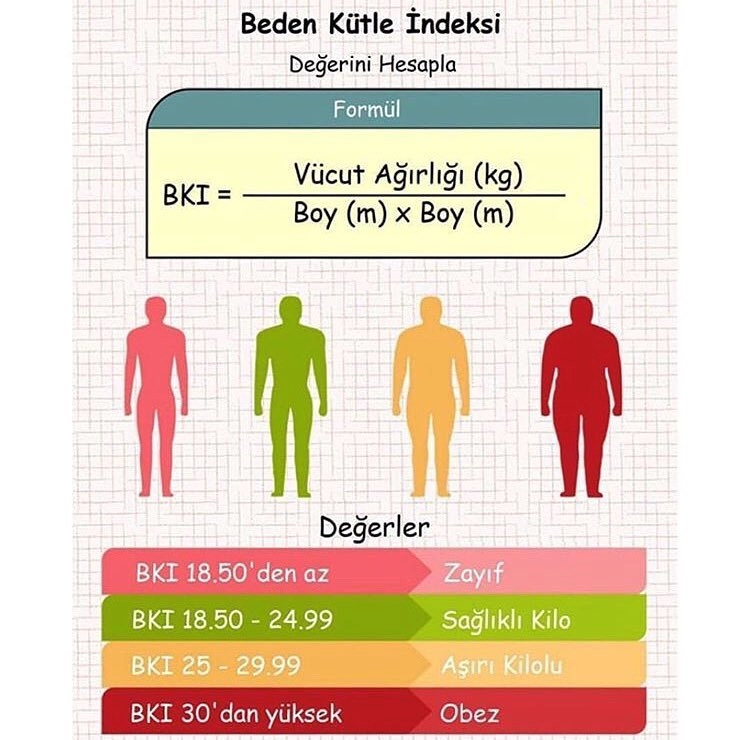 Beden Kütle İndeksi
Değerini Hesapla
Formül
BKI = Vücut Ağırlığı (kg)
Boy (m) x Boy (m)
Değerler
BKI 18.50'den az Zayıf
BKI 18.50 - 24.99 Sağlıklı Kilo
BKI 25 - 29.99 Aşırı Kilolu
BKI 30'dan yüksek Obez